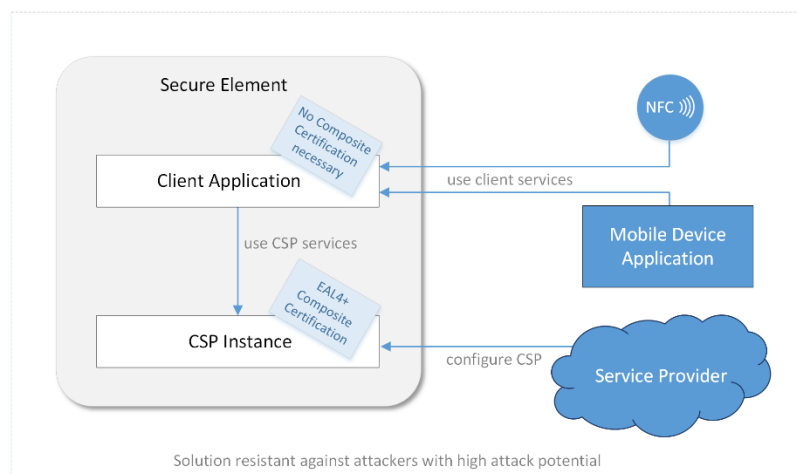 Secure Element
No Composite
Certification
necessary
NFC
Client Application
use client services
Mobile Device
Application
use CSP services
EAL4+
Composite
Certification
CSP Instance
configure CSP
Service Provider
Solution resistant against attackers with high attack potential